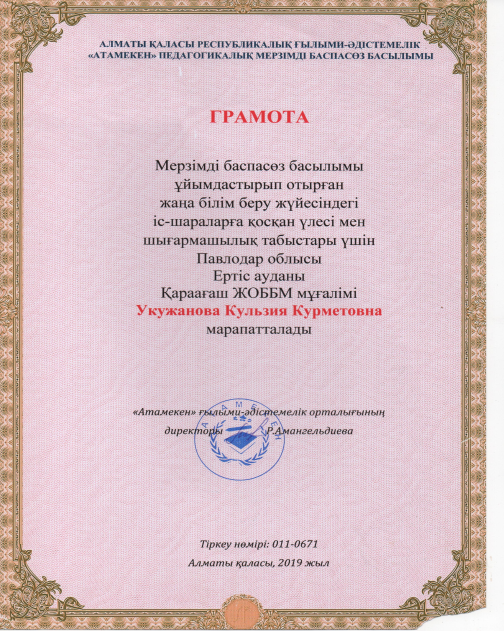 АЛМАТЫ ҚАЛАСЫ РЕСПУБЛИКАЛЫҚ ҒЫЛЫМИ-ӘДІСТЕМЕЛІК
«АТАМЕКЕН» ПЕДАГОГИКАЛЫҚ МЕРЗІМДІ БАСПАСӨЗ БАСЫЛЫМЫ
ГРАМОТА
Мерзімді баспасөз басылымы
ұйымдастырып отырған
жаңа білім беру жүйесіндегі
іс-шараларға қосқан үлесі мен
шығармашылық табыстары үшін
Павлодар облысы
Ертіс ауданы
Қараағаш ЖОББМ мұғалімі
Укужанова Кульзия Курметовна
марапатталады
«Атамекен» ғылыми-әдістемелік орталығының
директоры Р.Амангельдиева
АТАМЕКЕН
Тіркеу нөмірі: 011-0671
Алматы қаласы, 2019 жыл